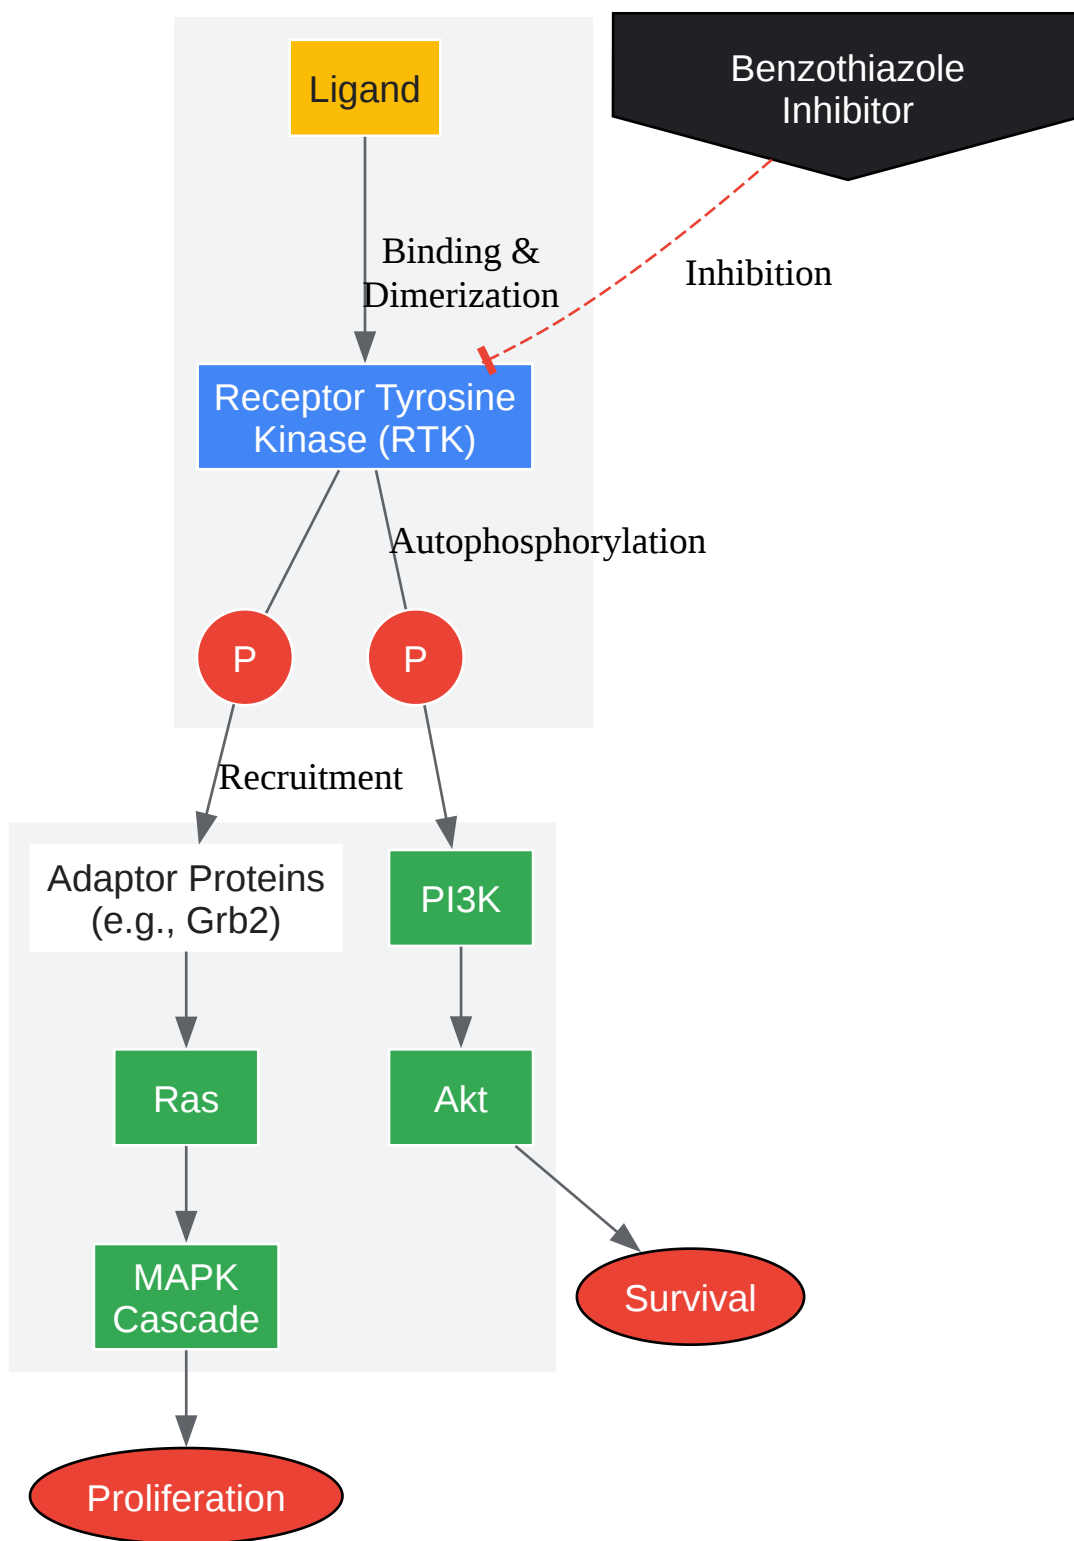 Ligand
Benzothiazole
Inhibitor
Binding &
Dimerization
Inhibition
Receptor Tyrosine
Kinase (RTK)
Autophosphorylation
P
P
Recruitment
Adaptor Proteins
(e.g., Grb2)
PI3K
Ras
Akt
MAPK
Cascade
Survival
Proliferation